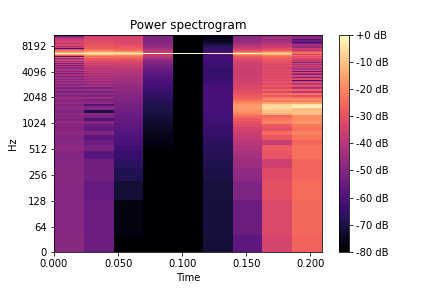 Power spectrogram
8192
4096
2048
1024
512
256
128
64
0
Hz
0.000 0.050 0.100 0.150 0.200
Time
+0 dB
-10 dB
-20 dB
-30 dB
-40 dB
-50 dB
-60 dB
-70 dB
-80 dB